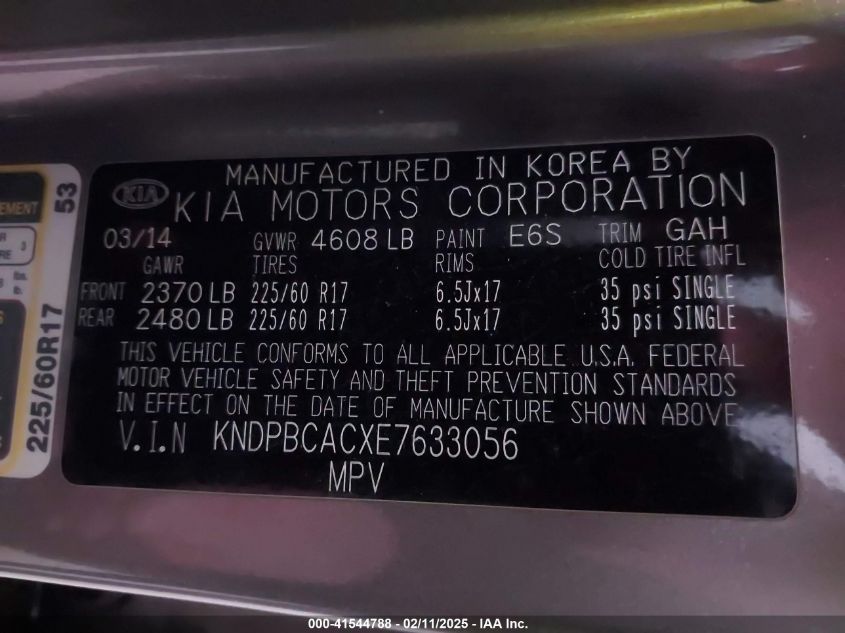 MANUFACTURED IN KOREA BY
KIA KIA MOTORS CORPORATION
03/14 GVWR 4608 LB PAINT E6S TRIM GAH
GAWR TIRES RIMS COLD TIRE INFL
FRONT 2370 LB 225/60 R17 6.5Jx17 35 psi SINGLE
REAR 2480 LB 225/60 R17 6.5Jx17 35 psi SINGLE
THIS VEHICLE CONFORMS TO ALL APPLICABLE U.S.A. FEDERAL
MOTOR VEHICLE SAFETY AND THEFT PREVENTION STANDARDS
IN EFFECT ON THE DATE OF MANUFACTURE SHOWN ABOVE
V.I.N KNDPBCACXE7633056
MPV
53
225/60R17
3
lbs.
lb.
000-41544788 - 02/11/2025 - IAA Inc.